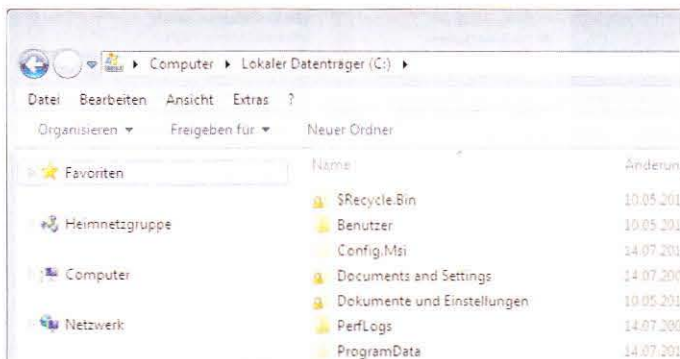 Computer ▸ Lokaler Datenträger (C:) ▸
Datei Bearbeiten Ansicht Extras ?
Organisieren ▾ Freigeben für ▾ Neuer Ordner
Name
Favoriten
$Recycle.Bin 10.05.201
Heimnetzgruppe
Benutzer 10.05.201
Config.Msi 14.07.201
Computer
Documents and Settings 14.07.200
Dokumente und Einstellungen 10.05.201
Netzwerk
PerfLogs 14.07.200
ProgramData 14.07.201